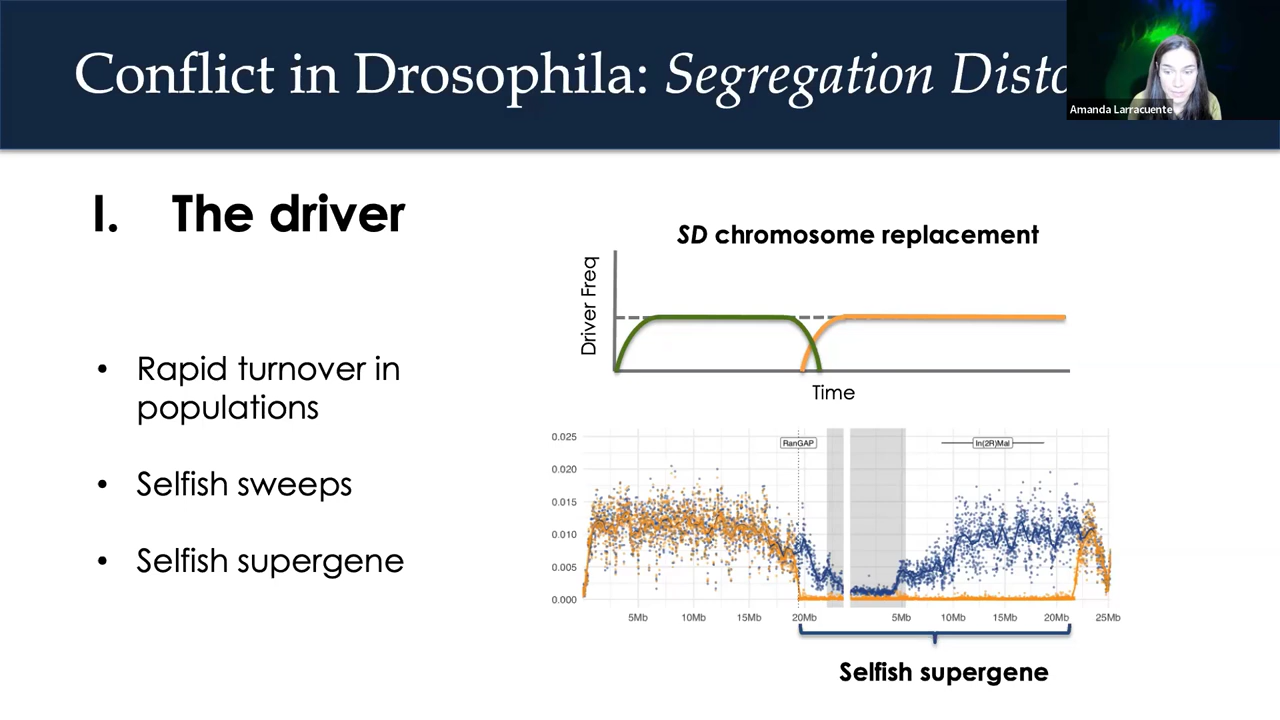 Conflict in Drosophila: Segregation Disto
Amanda Larracuente
I. The driver
• Rapid turnover in
populations
• Selfish sweeps
• Selfish supergene
SD chromosome replacement
Driver Freq
Time
RanGAP
In(2R)Mal
0.025
0.020
0.015
0.010
0.005
0.000
5Mb 10Mb 15Mb 20Mb 5Mb 10Mb 15Mb 20Mb 25Mb
Selfish supergene